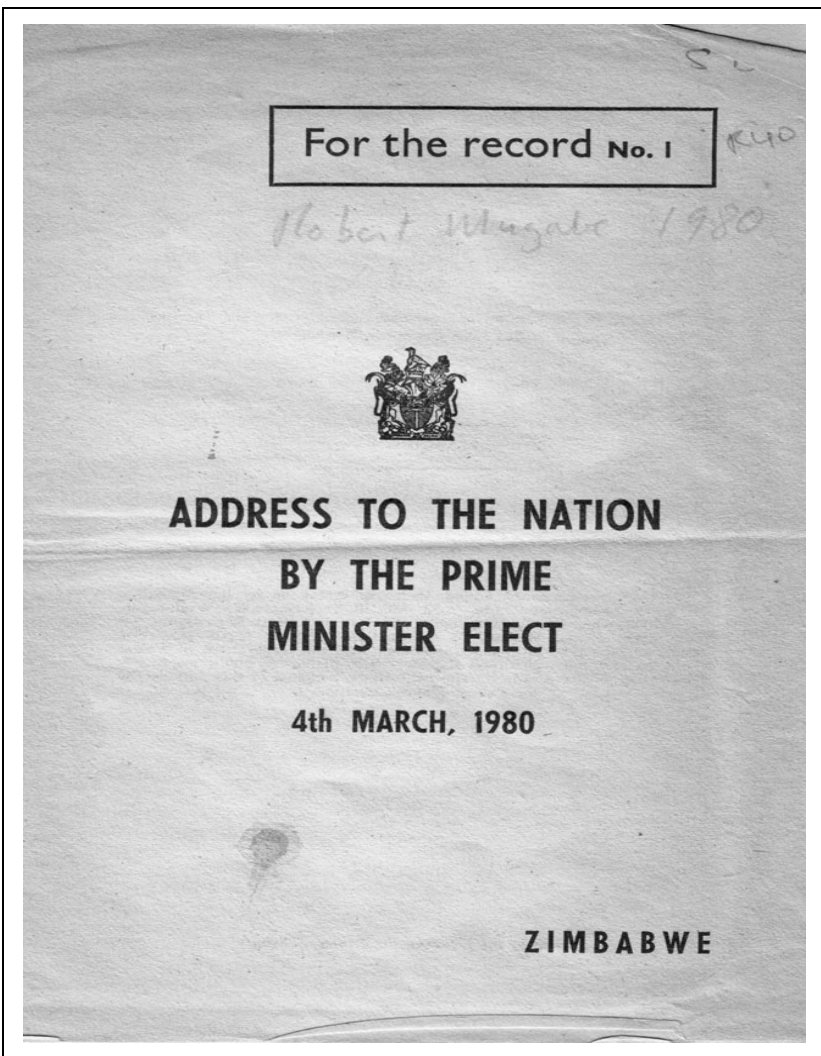 For the record No. 1
R40
Robert Mugabe 1980
ADDRESS TO THE NATION
BY THE PRIME
MINISTER ELECT
4th MARCH, 1980
ZIMBABWE